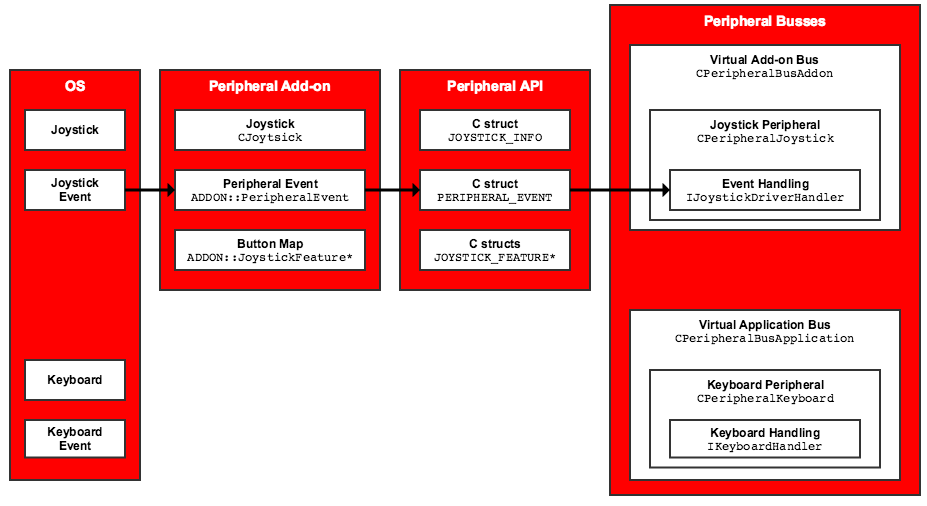 OS
Joystick
Joystick
Event
Keyboard
Keyboard
Event
Peripheral Add-on
Joystick
CJoytsick
Peripheral Event
ADDON::PeripheralEvent
Button Map
ADDON::JoystickFeature*
Peripheral API
C struct
JOYSTICK_INFO
C struct
PERIPHERAL_EVENT
C structs
JOYSTICK_FEATURE*
Peripheral Busses
Virtual Add-on Bus
CPeripheralBusAddon
Joystick Peripheral
CPeripheralJoystick
Event Handling
IJoystickDriverHandler
Virtual Application Bus
CPeripheralBusApplication
Keyboard Peripheral
CPeripheralKeyboard
Keyboard Handling
IKeyboardHandler